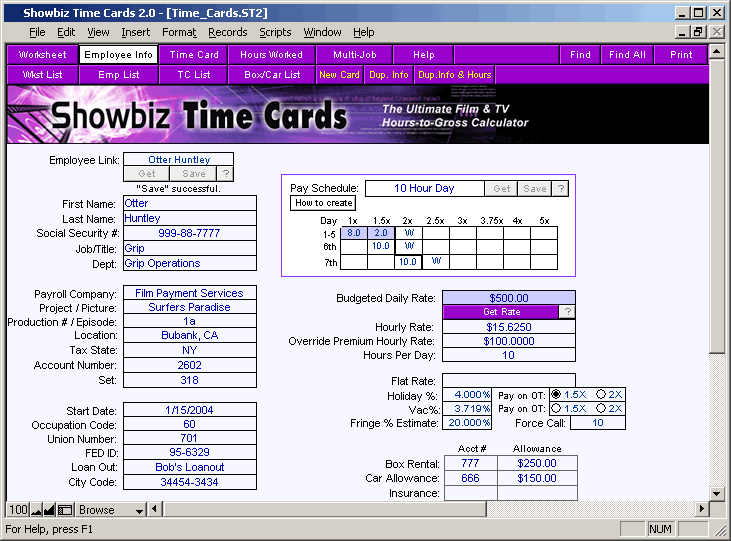 Showbiz Time Cards 2.0 - [Time_Cards.ST2]
File Edit View Insert Format Records Scripts Window Help
Worksheet Employee Info Time Card Hours Worked Multi-Job Help Find Find All Print
Wkst List Emp List TC List Box/Car List New Card Dup. Info Dup.Info & Hours
Showbiz Time Cards
The Ultimate Film & TV
Hours-to-Gross Calculator
Employee Link: Otter Huntley
Get Save ?
"Save" successful.
First Name: Otter
Last Name: Huntley
Social Security #: 999-88-7777
Job/Title: Grip
Dept: Grip Operations
Payroll Company: Film Payment Services
Project / Picture: Surfers Paradise
Production # / Episode: 1a
Location: Bubank, CA
Tax State: NY
Account Number: 2602
Set: 318
Start Date: 1/15/2004
Occupation Code: 60
Union Number: 701
FED ID: 95-6329
Loan Out: Bob's Loanout
City Code: 34454-3434
Pay Schedule: 10 Hour Day Get Save ?
How to create
Day 1x 1.5x 2x 2.5x 3x 3.75x 4x 5x
1-5 8.0 2.0 W
6th 10.0 W
7th 10.0 W
Budgeted Daily Rate: $500.00
Get Rate ?
Hourly Rate: $15.6250
Override Premium Hourly Rate: $100.0000
Hours Per Day: 10
Flat Rate:
Holiday %: 4.000% Pay on OT: 1.5X 2X
Vac%: 3.719% Pay on OT: 1.5X 2X
Fringe % Estimate: 20.000% Force Call: 10
Acct # Allowance
Box Rental: 777 $250.00
Car Allowance: 666 $150.00
Insurance:
100 Browse
For Help, press F1 NUM